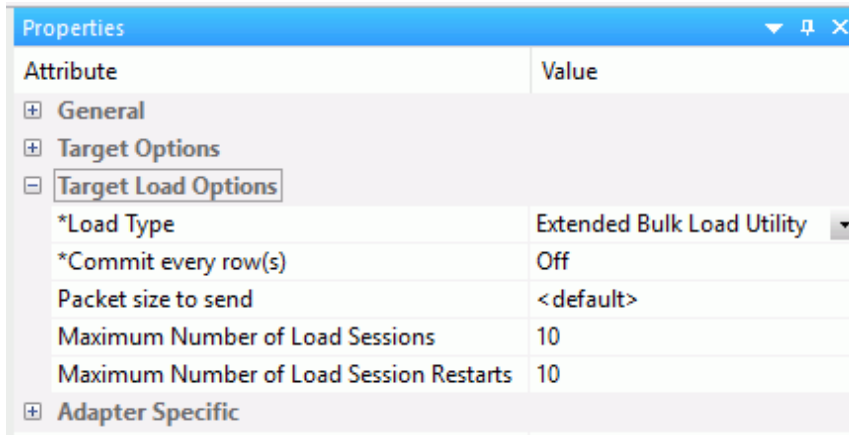 Properties
Attribute Value
General
Target Options
Target Load Options
*Load Type Extended Bulk Load Utility
*Commit every row(s) Off
Packet size to send <default>
Maximum Number of Load Sessions 10
Maximum Number of Load Session Restarts 10
Adapter Specific